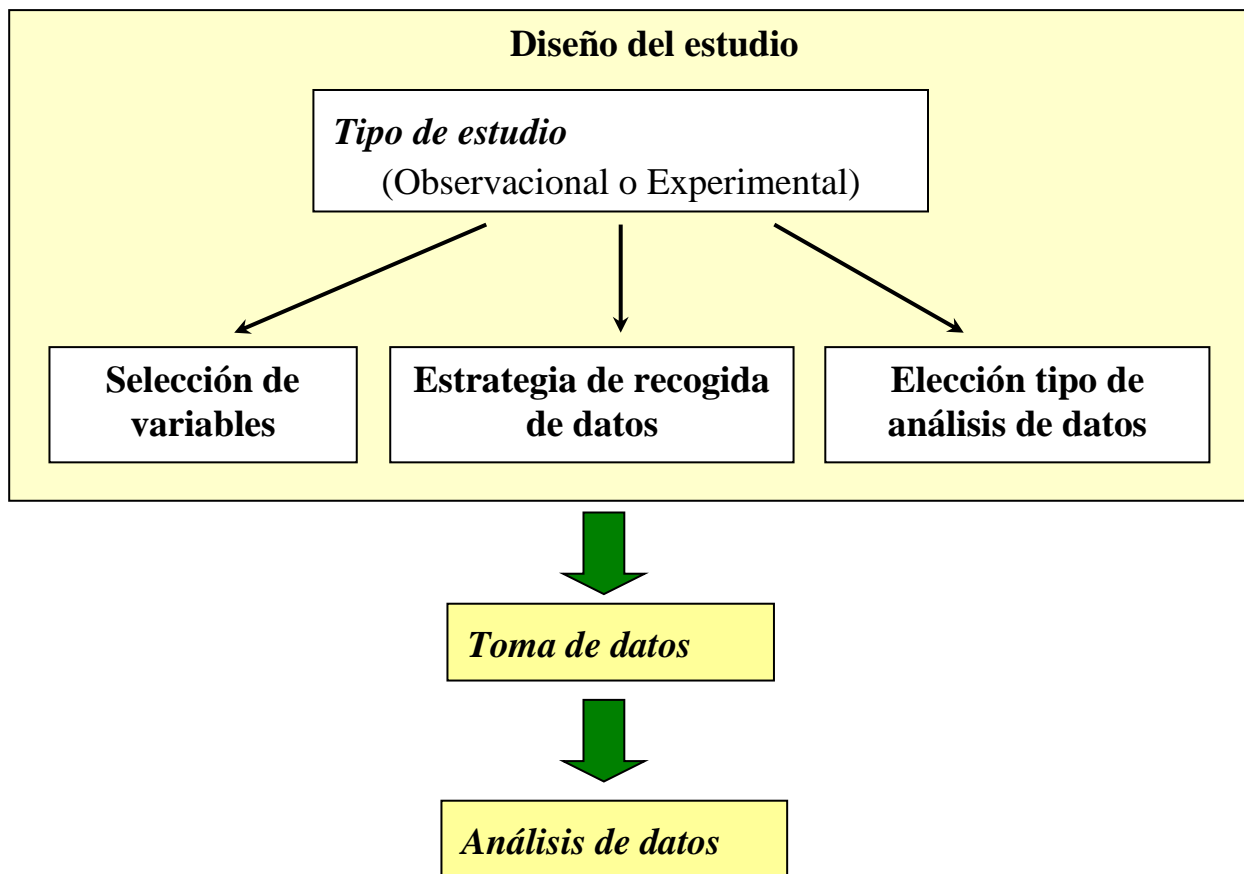 Diseño del estudio
Tipo de estudio
(Observacional o Experimental)
Selección de
variables
Estrategia de recogida
de datos
Elección tipo de
análisis de datos
Toma de datos
Análisis de datos